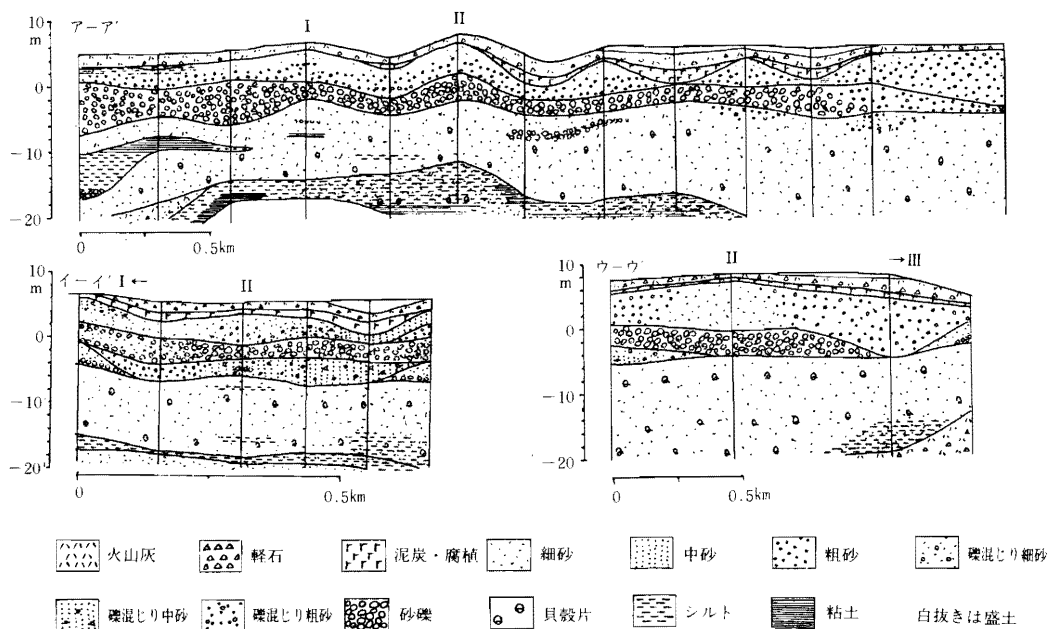 アーア′
I
II
10
m
0
−10
−20
0
0.5km
イーイ′
I ←
II
10
m
0
−10
−20
0
0.5km
ウーウ′
II
→III
10
m
0
−10
−20
0
0.5km
火山灰
軽石
泥炭・腐植
細砂
中砂
粗砂
礫混じり細砂
礫混じり中砂
礫混じり粗砂
砂礫
貝殻片
シルト
粘土
白抜きは盛土